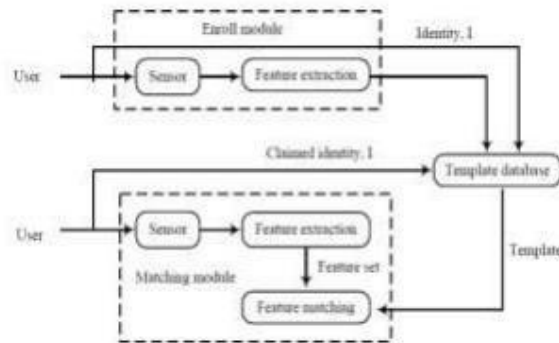 Enroll module
Identity, I
User
Sensor
Feature extraction
Claimed identity, I
Template database
User
Sensor
Feature extraction
Template
Matching module
Feature set
Feature matching